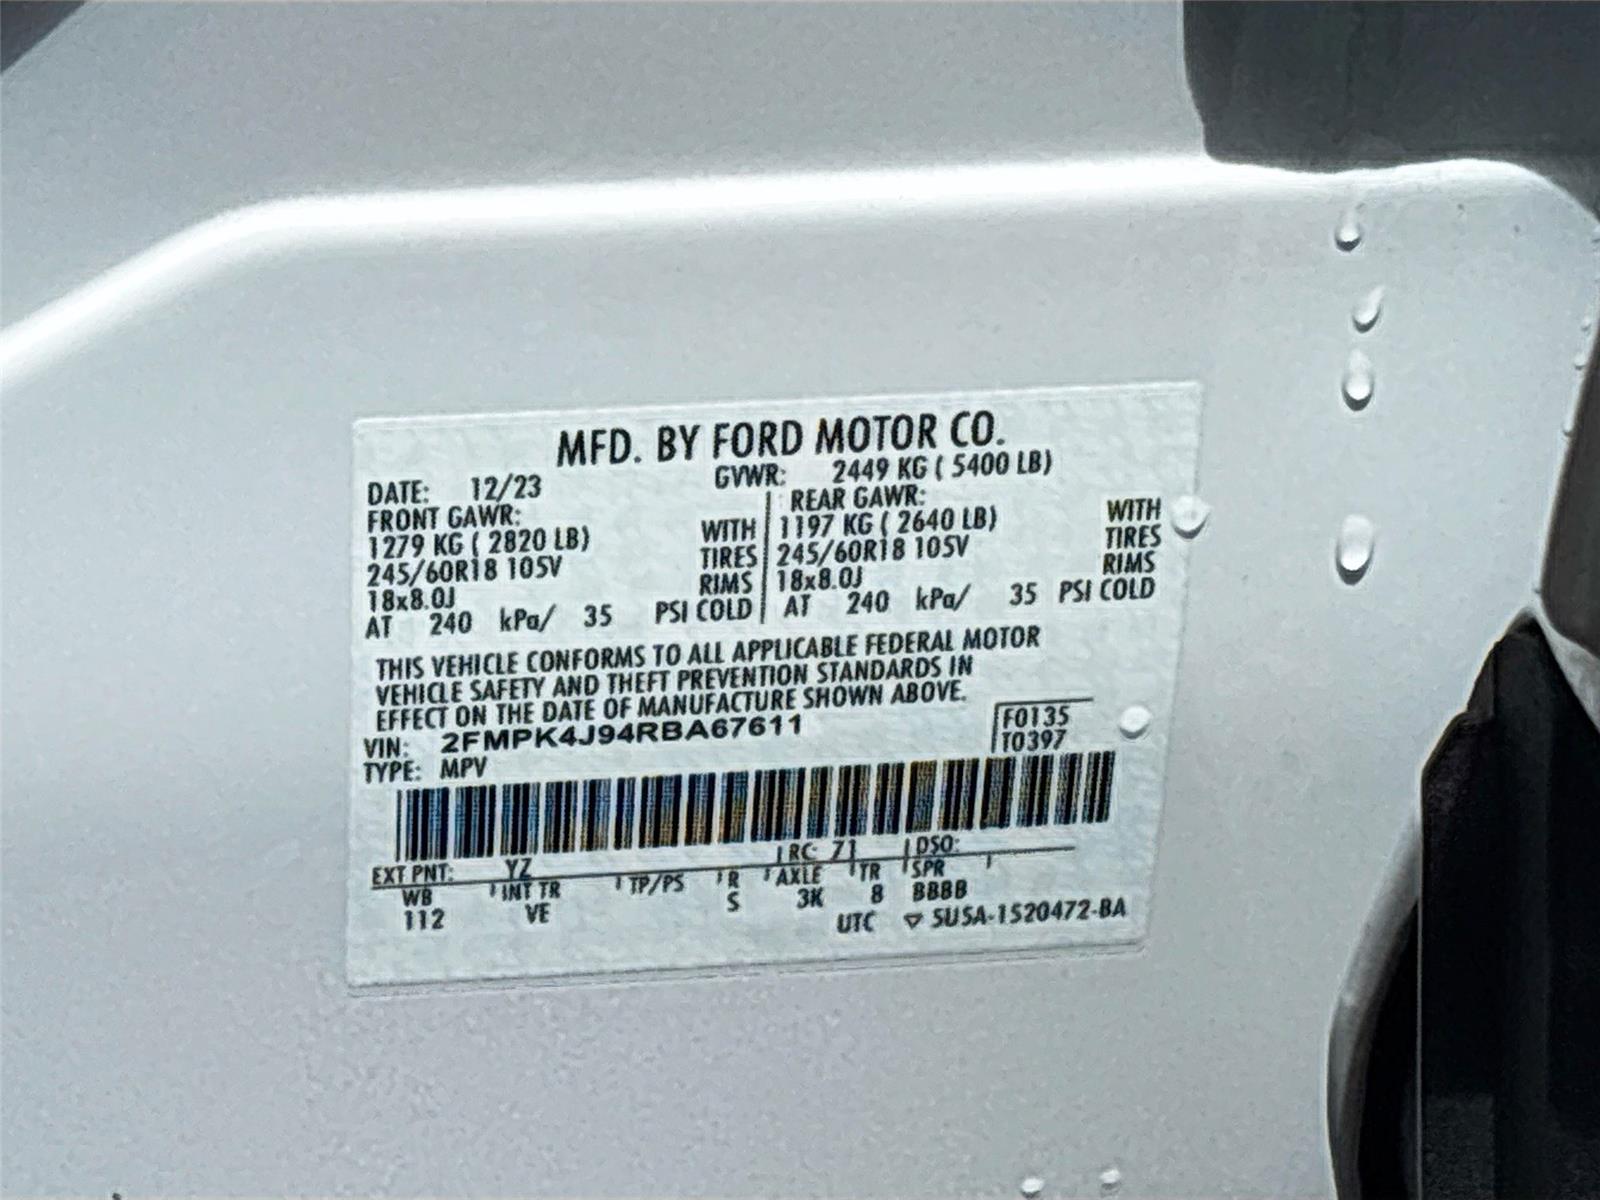 MFD. BY FORD MOTOR CO.
DATE: 12/23 GVWR: 2449 KG ( 5400 LB)
FRONT GAWR: REAR GAWR:
1279 KG ( 2820 LB) WITH 1197 KG ( 2640 LB) WITH
245/60R18 105V TIRES 245/60R18 105V TIRES
18x8.0J RIMS 18x8.0J RIMS
AT 240 kPa/ 35 PSI COLD AT 240 kPa/ 35 PSI COLD
THIS VEHICLE CONFORMS TO ALL APPLICABLE FEDERAL MOTOR
VEHICLE SAFETY AND THEFT PREVENTION STANDARDS IN
EFFECT ON THE DATE OF MANUFACTURE SHOWN ABOVE.
VIN: 2FMPK4J94RBA67611 F0135
TYPE: MPV T0397
EXT PNT: YZ RC: 71 DSO:
WB INT TR TP/PS R AXLE TR SPR
112 VE S 3K 8 BBBB
UTC ▽ 5U5A-1520472-BA